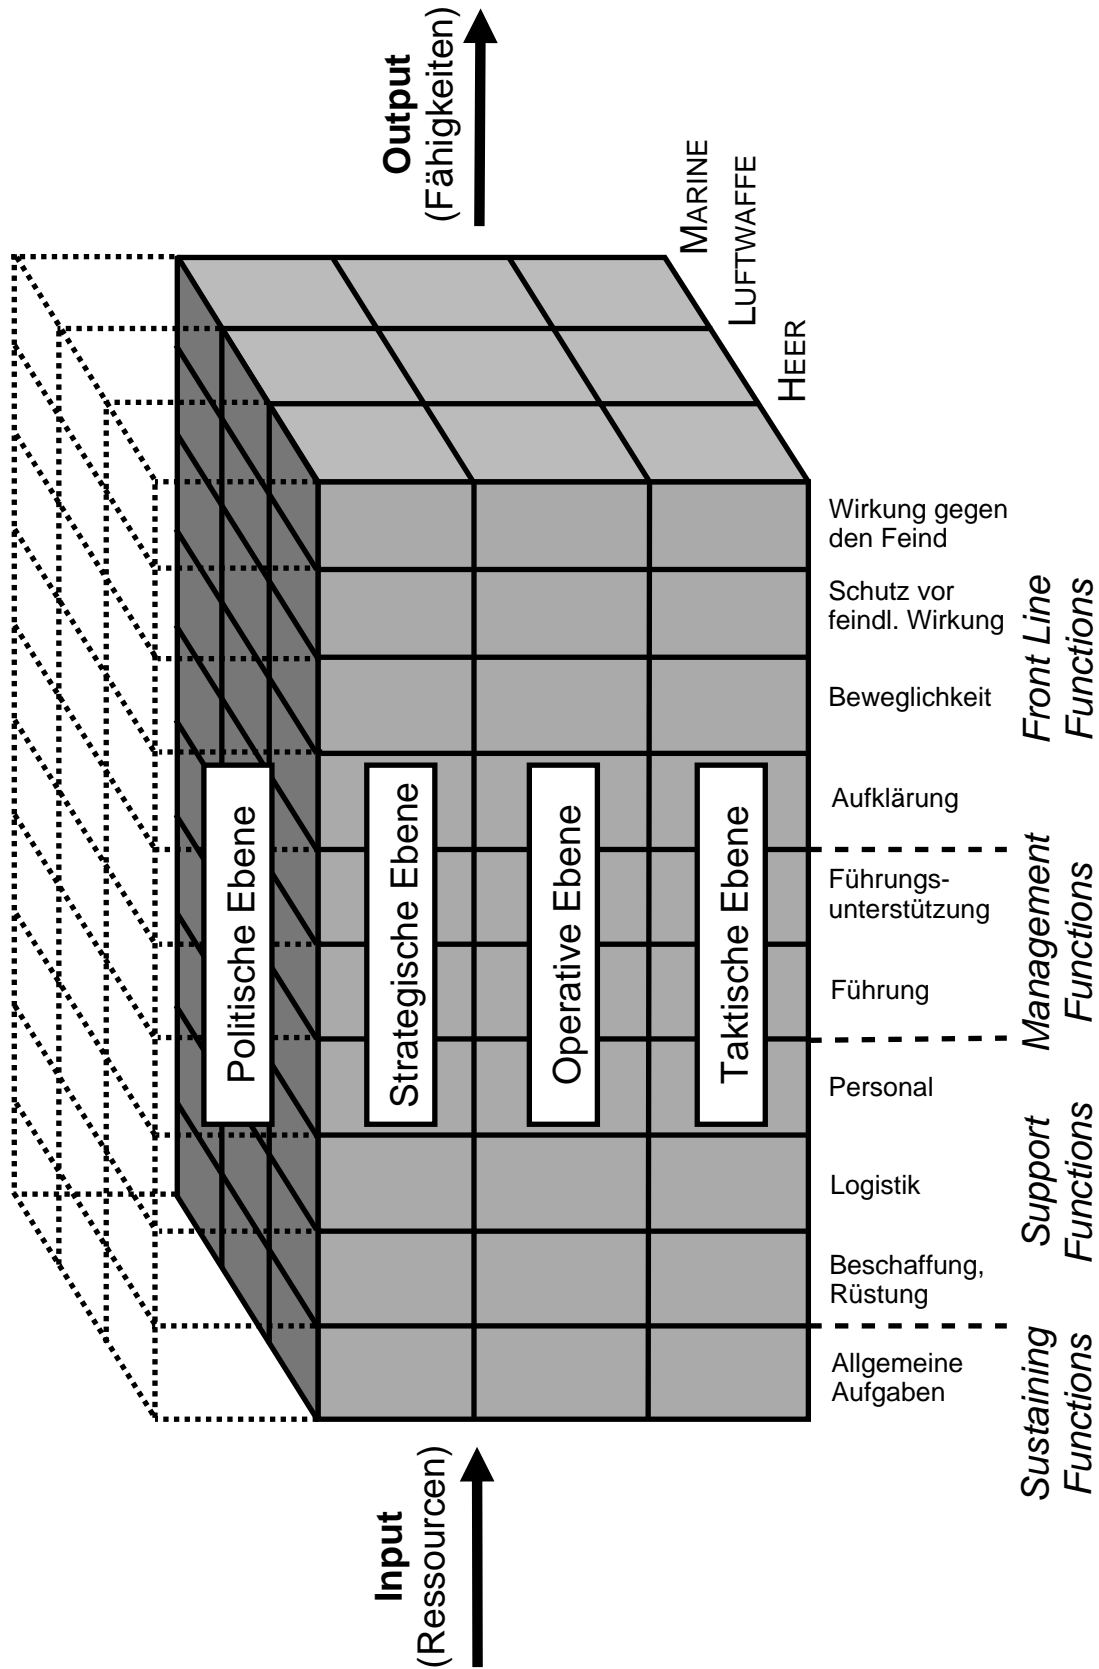 Input
(Ressourcen)
Output
(Fähigkeiten)
Politische Ebene
Strategische Ebene
Operative Ebene
Taktische Ebene
MARINE
LUFTWAFFE
HEER
Wirkung gegen
den Feind
Schutz vor
feindl. Wirkung
Beweglichkeit
Aufklärung
Führungs-
unterstützung
Führung
Personal
Logistik
Beschaffung,
Rüstung
Allgemeine
Aufgaben
Front Line
Functions
Management
Functions
Support
Functions
Sustaining
Functions